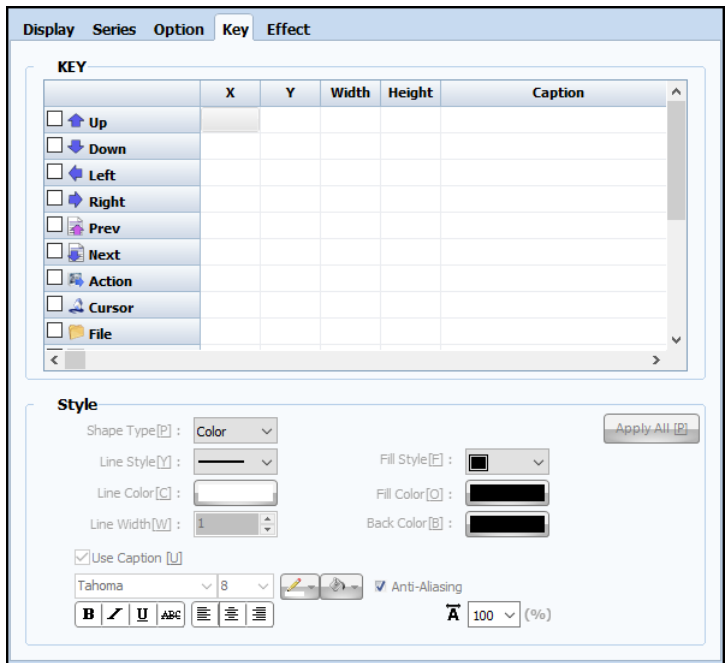 Display Series Option Key Effect
KEY
X Y Width Height Caption
Up
Down
Left
Right
Prev
Next
Action
Cursor
File
Style
Shape Type[P] : Color Apply All [P]
Line Style[Y] : Fill Style[F] :
Line Color[C] : Fill Color[O] :
Line Width[W] : 1 Back Color[B] :
Use Caption [U]
Tahoma 8 Anti-Aliasing
B I U ABC A 100 (%)